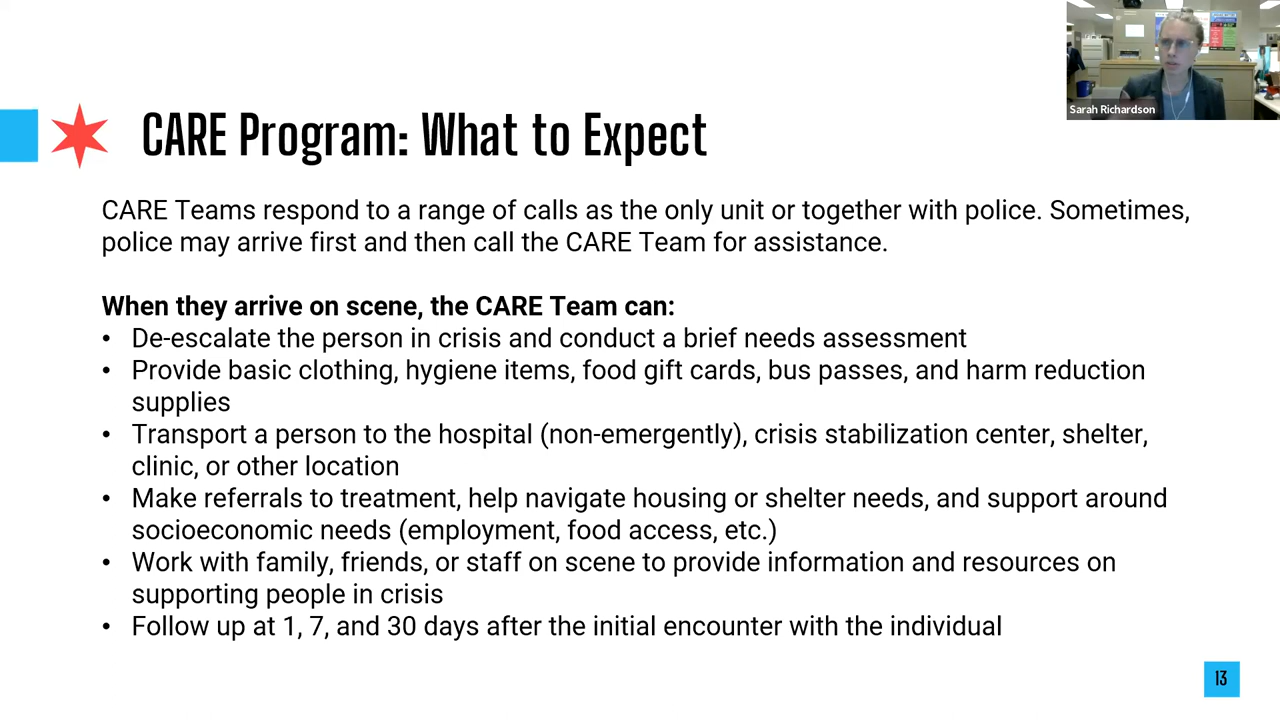 Sarah Richardson
CARE Program: What to Expect
CARE Teams respond to a range of calls as the only unit or together with police. Sometimes,
police may arrive first and then call the CARE Team for assistance.
When they arrive on scene, the CARE Team can:
• De-escalate the person in crisis and conduct a brief needs assessment
• Provide basic clothing, hygiene items, food gift cards, bus passes, and harm reduction
supplies
• Transport a person to the hospital (non-emergently), crisis stabilization center, shelter,
clinic, or other location
• Make referrals to treatment, help navigate housing or shelter needs, and support around
socioeconomic needs (employment, food access, etc.)
• Work with family, friends, or staff on scene to provide information and resources on
supporting people in crisis
• Follow up at 1, 7, and 30 days after the initial encounter with the individual
13